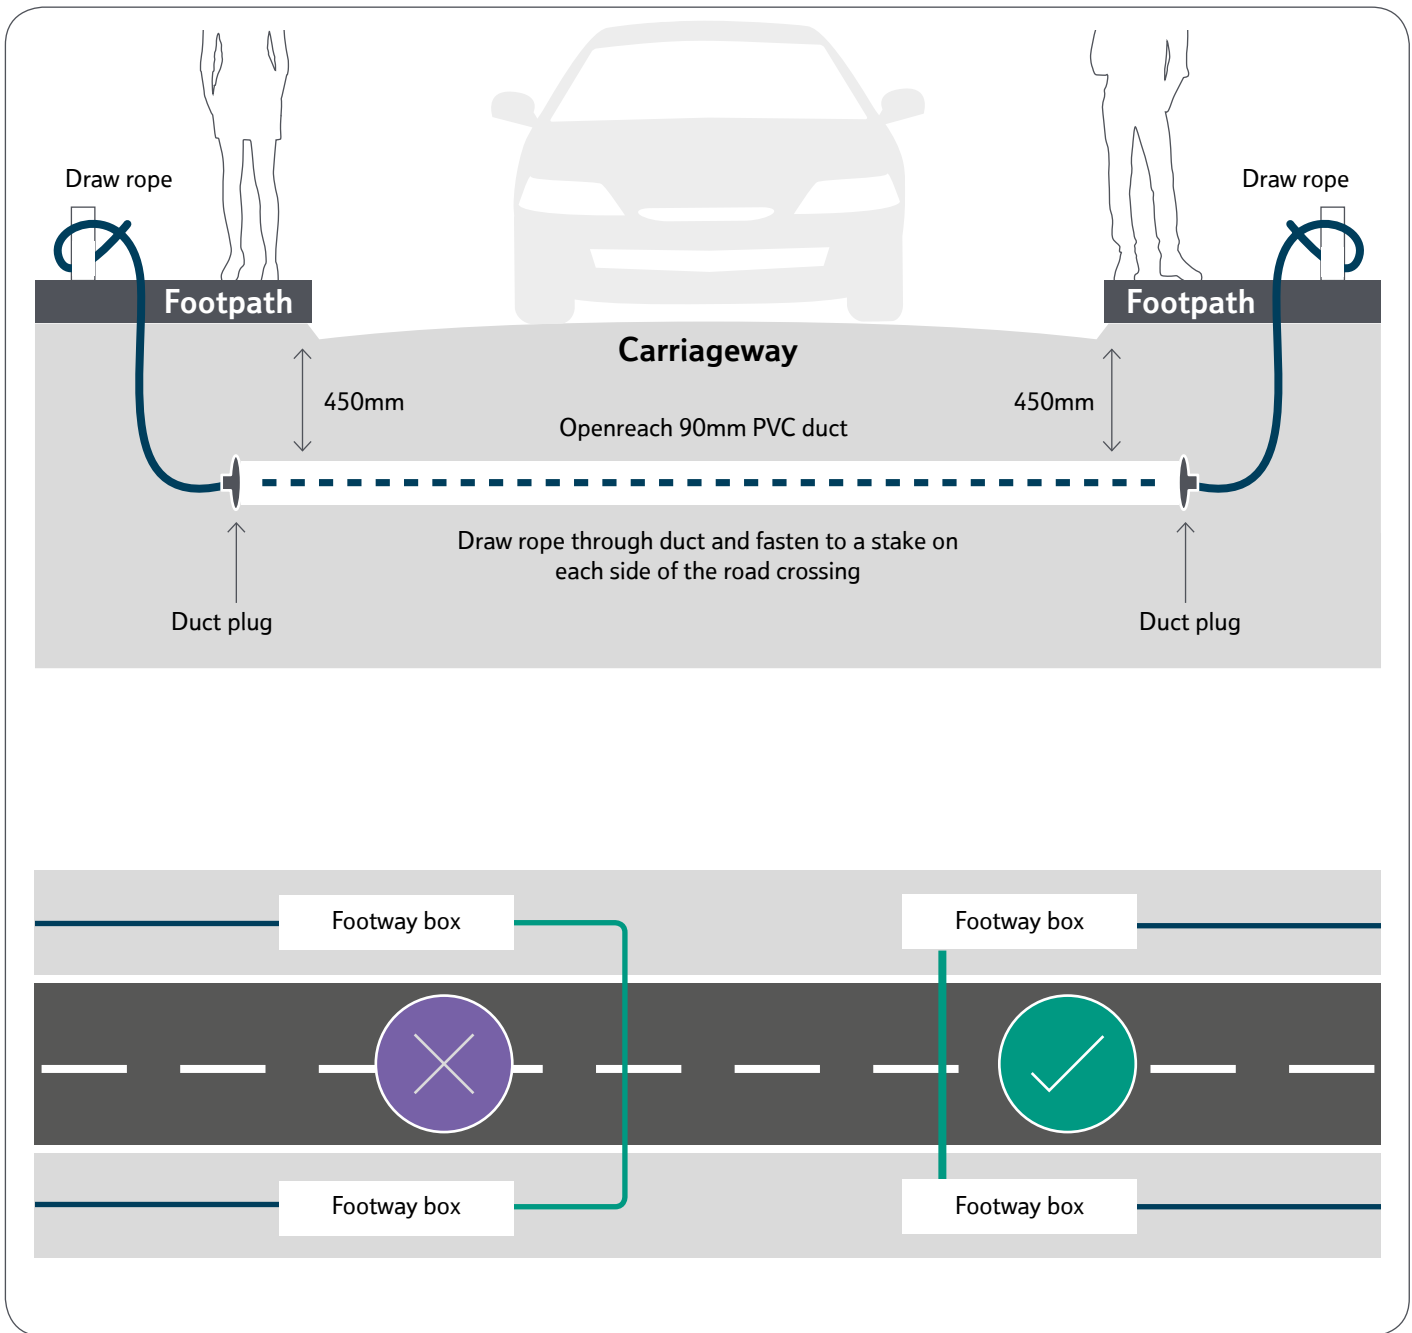 Draw rope
Draw rope
Footpath
Footpath
Carriageway
450mm
450mm
Openreach 90mm PVC duct
Draw rope through duct and fasten to a stake on
each side of the road crossing
Duct plug
Duct plug
Footway box
Footway box
Footway box
Footway box